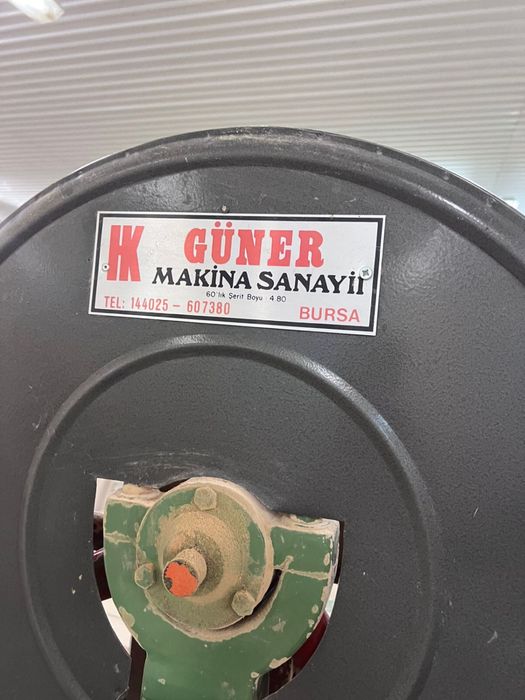 HK GÜNER
MAKİNA SANAYİİ
60'lık Şerit Boyu : 4.80
TEL: 144025 - 607380 BURSA